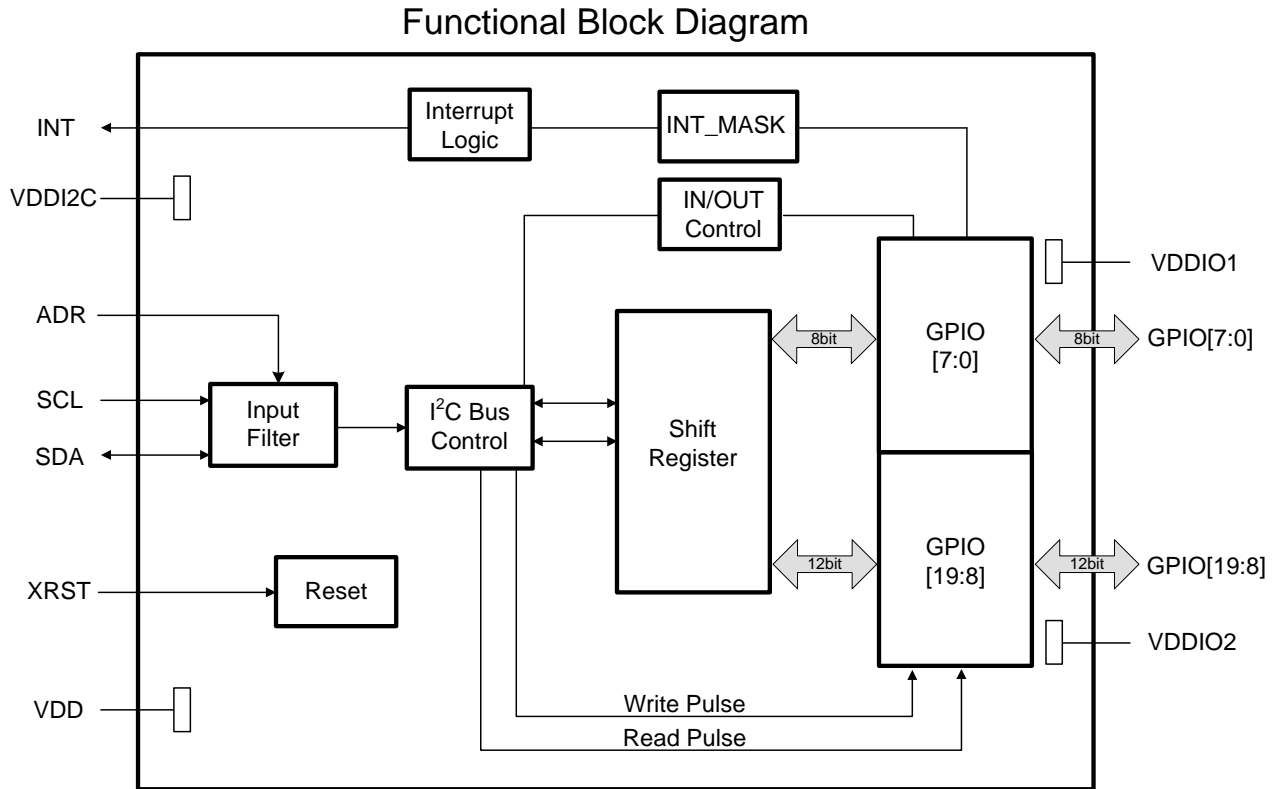 Functional Block Diagram
INT
Interrupt
Logic
INT_MASK
VDDI2C
IN/OUT
Control
VDDIO1
ADR
8bit
GPIO
[7:0]
8bit
GPIO[7:0]
SCL
SDA
Input
Filter
I²C Bus
Control
Shift
Register
12bit
GPIO
[19:8]
12bit
GPIO[19:8]
XRST
Reset
VDDIO2
VDD
Write Pulse
Read Pulse